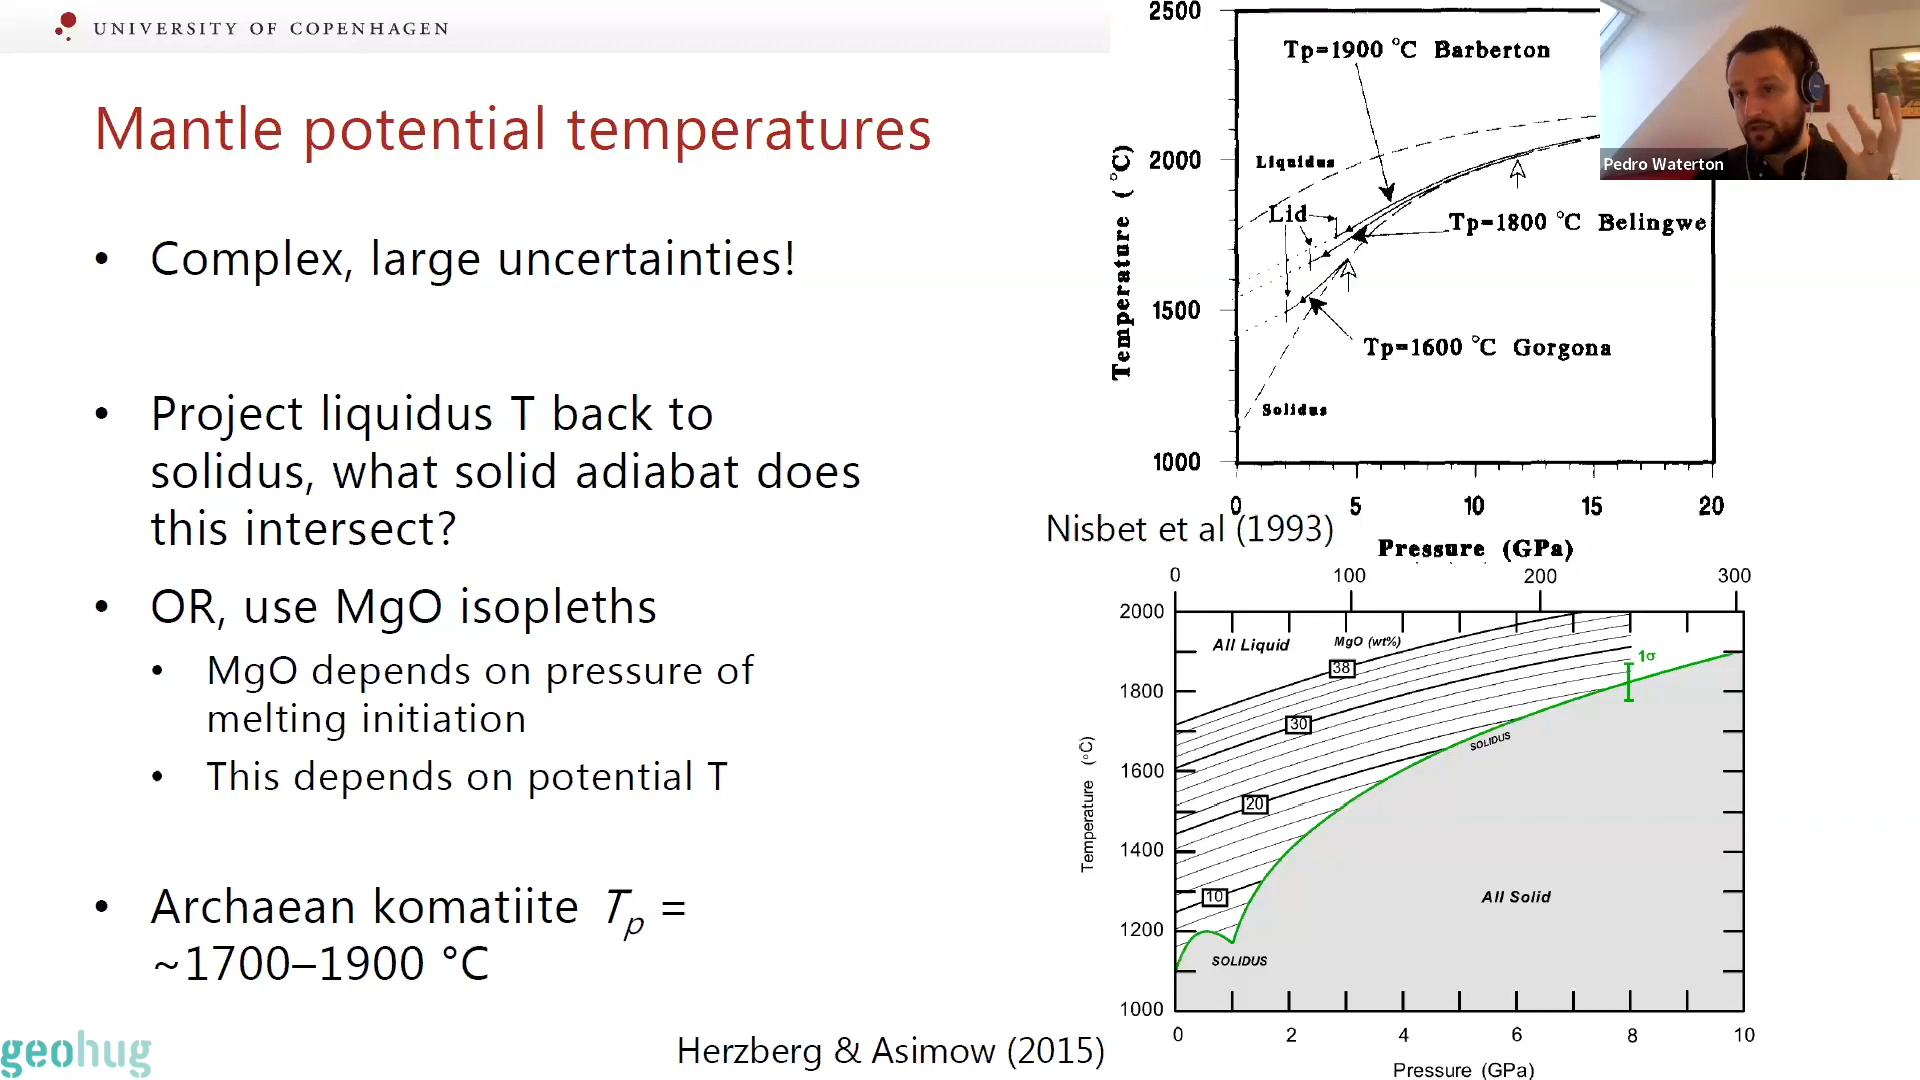 UNIVERSITY OF COPENHAGEN
Mantle potential temperatures
• Complex, large uncertainties!
• Project liquidus T back to
solidus, what solid adiabat does
this intersect?
• OR, use MgO isopleths
• MgO depends on pressure of
melting initiation
• This depends on potential T
• Archaean komatiite Tp =
~1700–1900 °C
geohug
Herzberg & Asimow (2015)
2500
2000
1500
1000
Temperature (°C)
Tp=1900 °C Barberton
Liquidus
Lid
Tp=1800 °C Belingwe
Tp=1600 °C Gorgona
Solidus
0 5 10 15 20
Pressure (GPa)
Nisbet et al (1993)
Pedro Waterton
0 100 200 300
2000
1800
1600
1400
1200
1000
Temperature (°C)
All Liquid
MgO (wt%)
38
30
20
10
1σ
SOLIDUS
All Solid
SOLIDUS
0 2 4 6 8 10
Pressure (GPa)